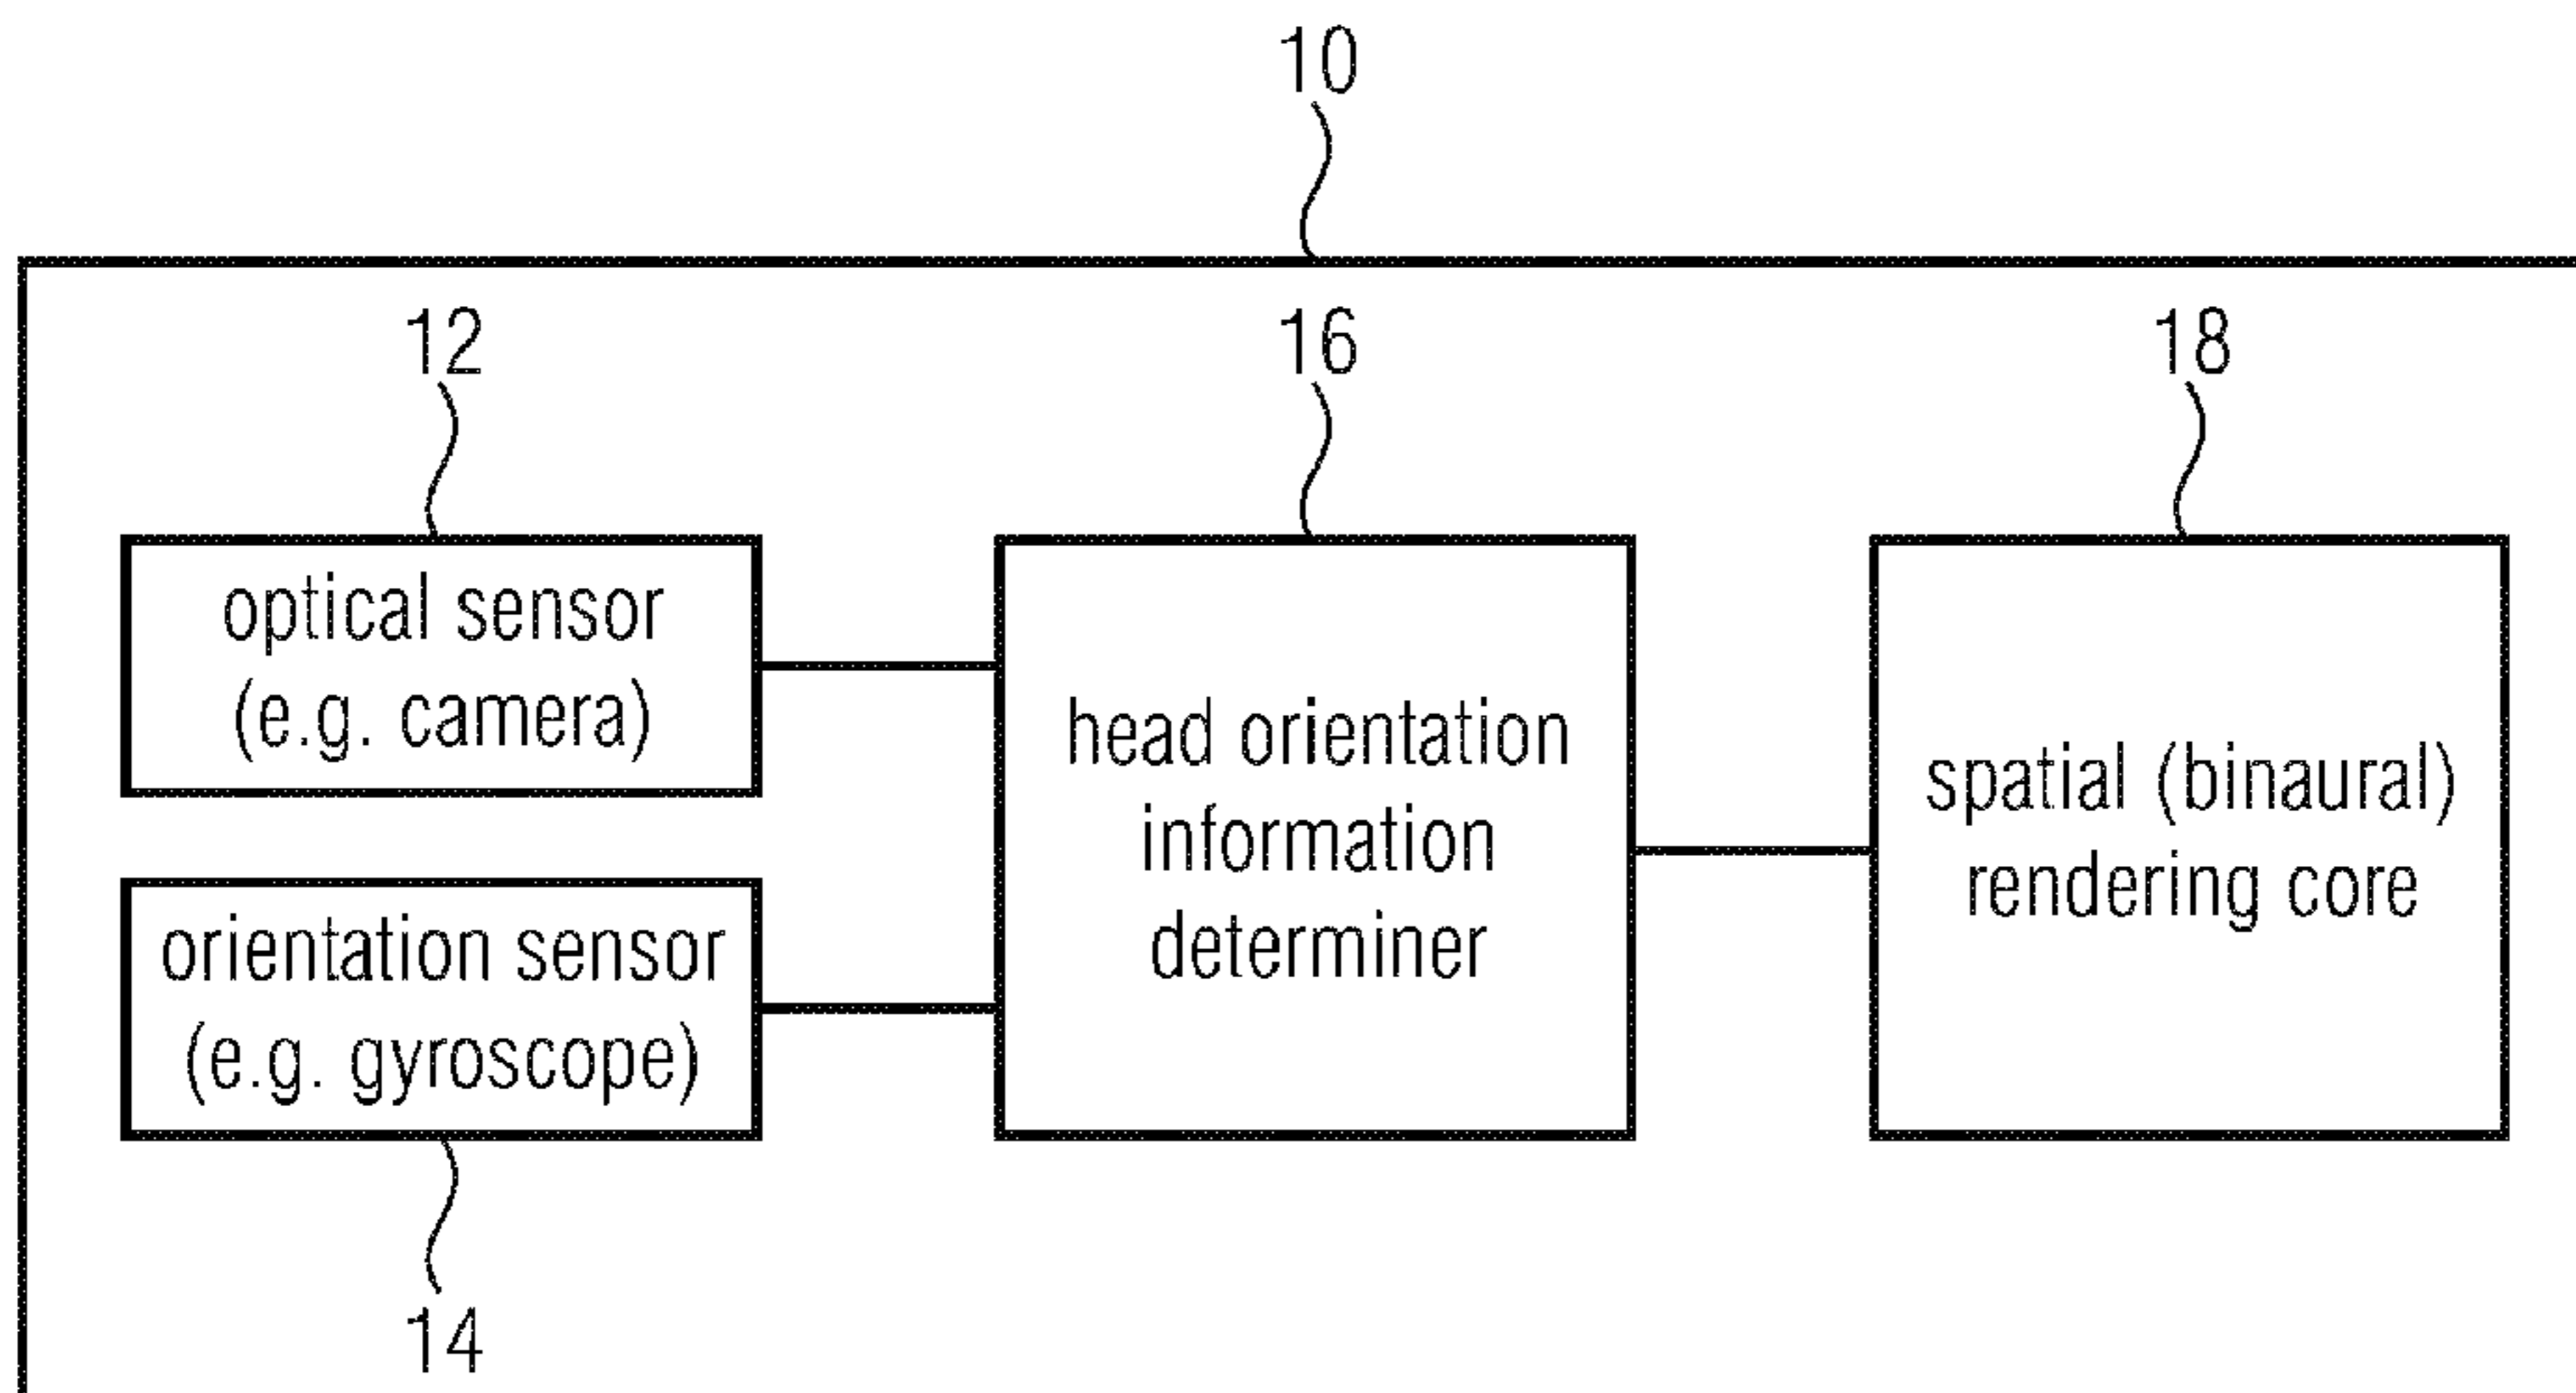 10
12
16
18
optical sensor
(e.g. camera)
orientation sensor
(e.g. gyroscope)
head orientation
information
determiner
spatial (binaural)
rendering core
14